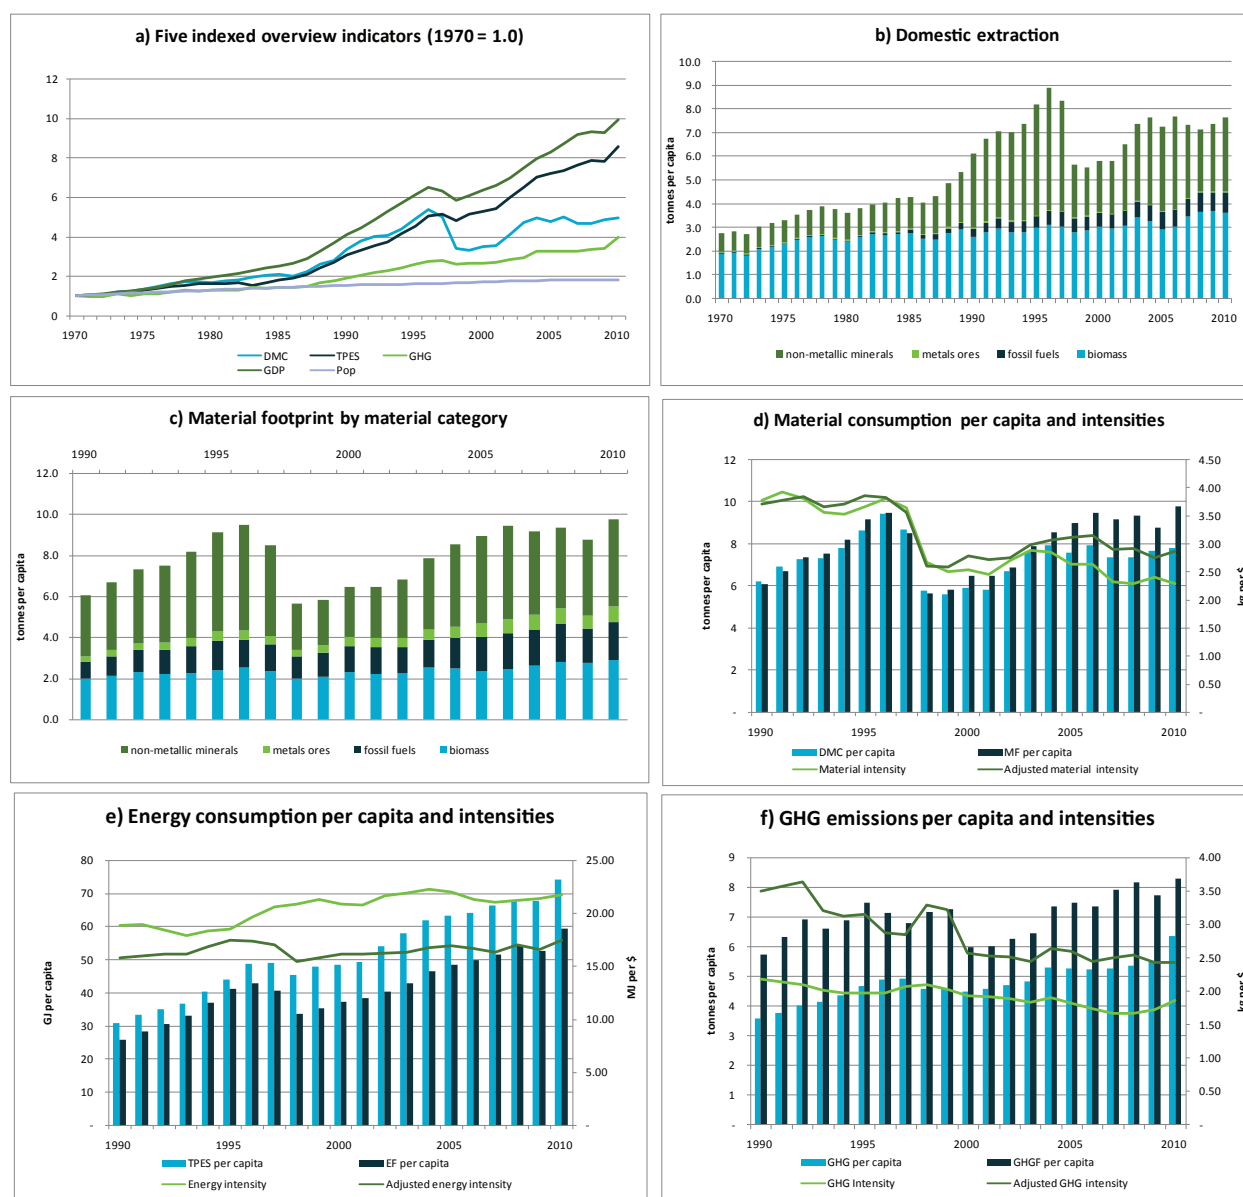 a) Five indexed overview indicators (1970 = 1.0)
12
10
8
6
4
2
0
1970 1975 1980 1985 1990 1995 2000 2005 2010
DMC TPES GHG
GDP Pop
b) Domestic extraction
tonnes per capita
10.0
9.0
8.0
7.0
6.0
5.0
4.0
3.0
2.0
1.0
0.0
1970 1975 1980 1985 1990 1995 2000 2005 2010
non-metallic minerals metals ores fossil fuels biomass
c) Material footprint by material category
1990 1995 2000 2005 2010
tonnes per capita
12.0
10.0
8.0
6.0
4.0
2.0
0.0
non-metallic minerals metals ores fossil fuels biomass
d) Material consumption per capita and intensities
tonnes per capita
12
10
8
6
4
2
-
4.50
4.00
3.50
3.00
2.50
2.00
1.50
1.00
0.50
-
kg per $
1990 1995 2000 2005 2010
DMC per capita MF per capita
Material intensity Adjusted material intensity
e) Energy consumption per capita and intensities
GJ per capita
80
70
60
50
40
30
20
10
-
25.00
20.00
15.00
10.00
5.00
-
MJ per $
1990 1995 2000 2005 2010
TPES per capita EF per capita
Energy intensity Adjusted energy intensity
f) GHG emissions per capita and intensities
tonnes per capita
9
8
7
6
5
4
3
2
1
-
4.00
3.50
3.00
2.50
2.00
1.50
1.00
0.50
-
kg per $
1990 1995 2000 2005 2010
GHG per capita GHGF per capita
GHG Intensity Adjusted GHG intensity